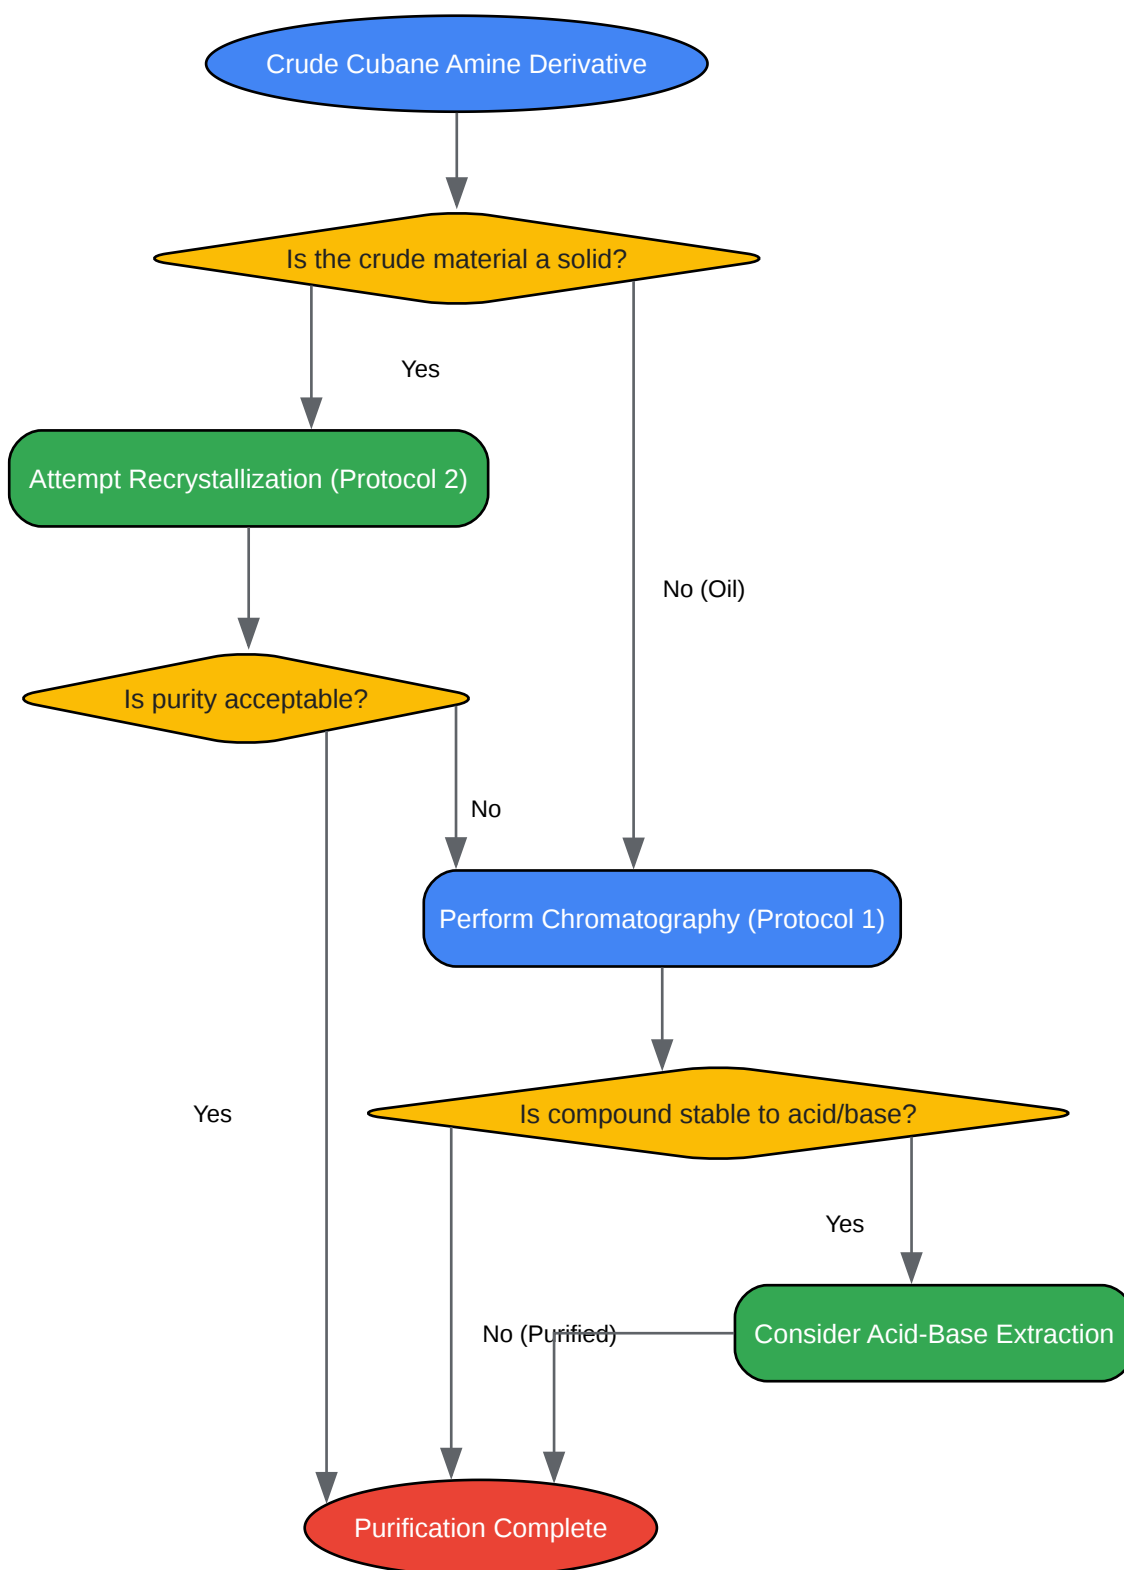 Crude Cubane Amine Derivative
Is the crude material a solid?
Yes
Attempt Recrystallization (Protocol 2)
No (Oil)
Is purity acceptable?
No
Perform Chromatography (Protocol 1)
Yes
Is compound stable to acid/base?
Yes
No (Purified)
Consider Acid-Base Extraction
Purification Complete